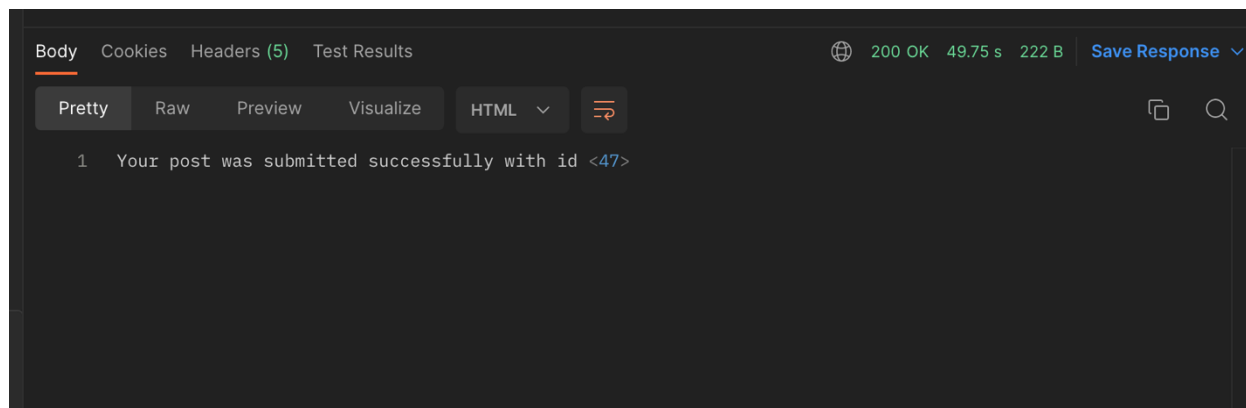 Body Cookies Headers (5) Test Results 200 OK 49.75 s 222 B Save Response
Pretty Raw Preview Visualize HTML
1 Your post was submitted successfully with id <47>